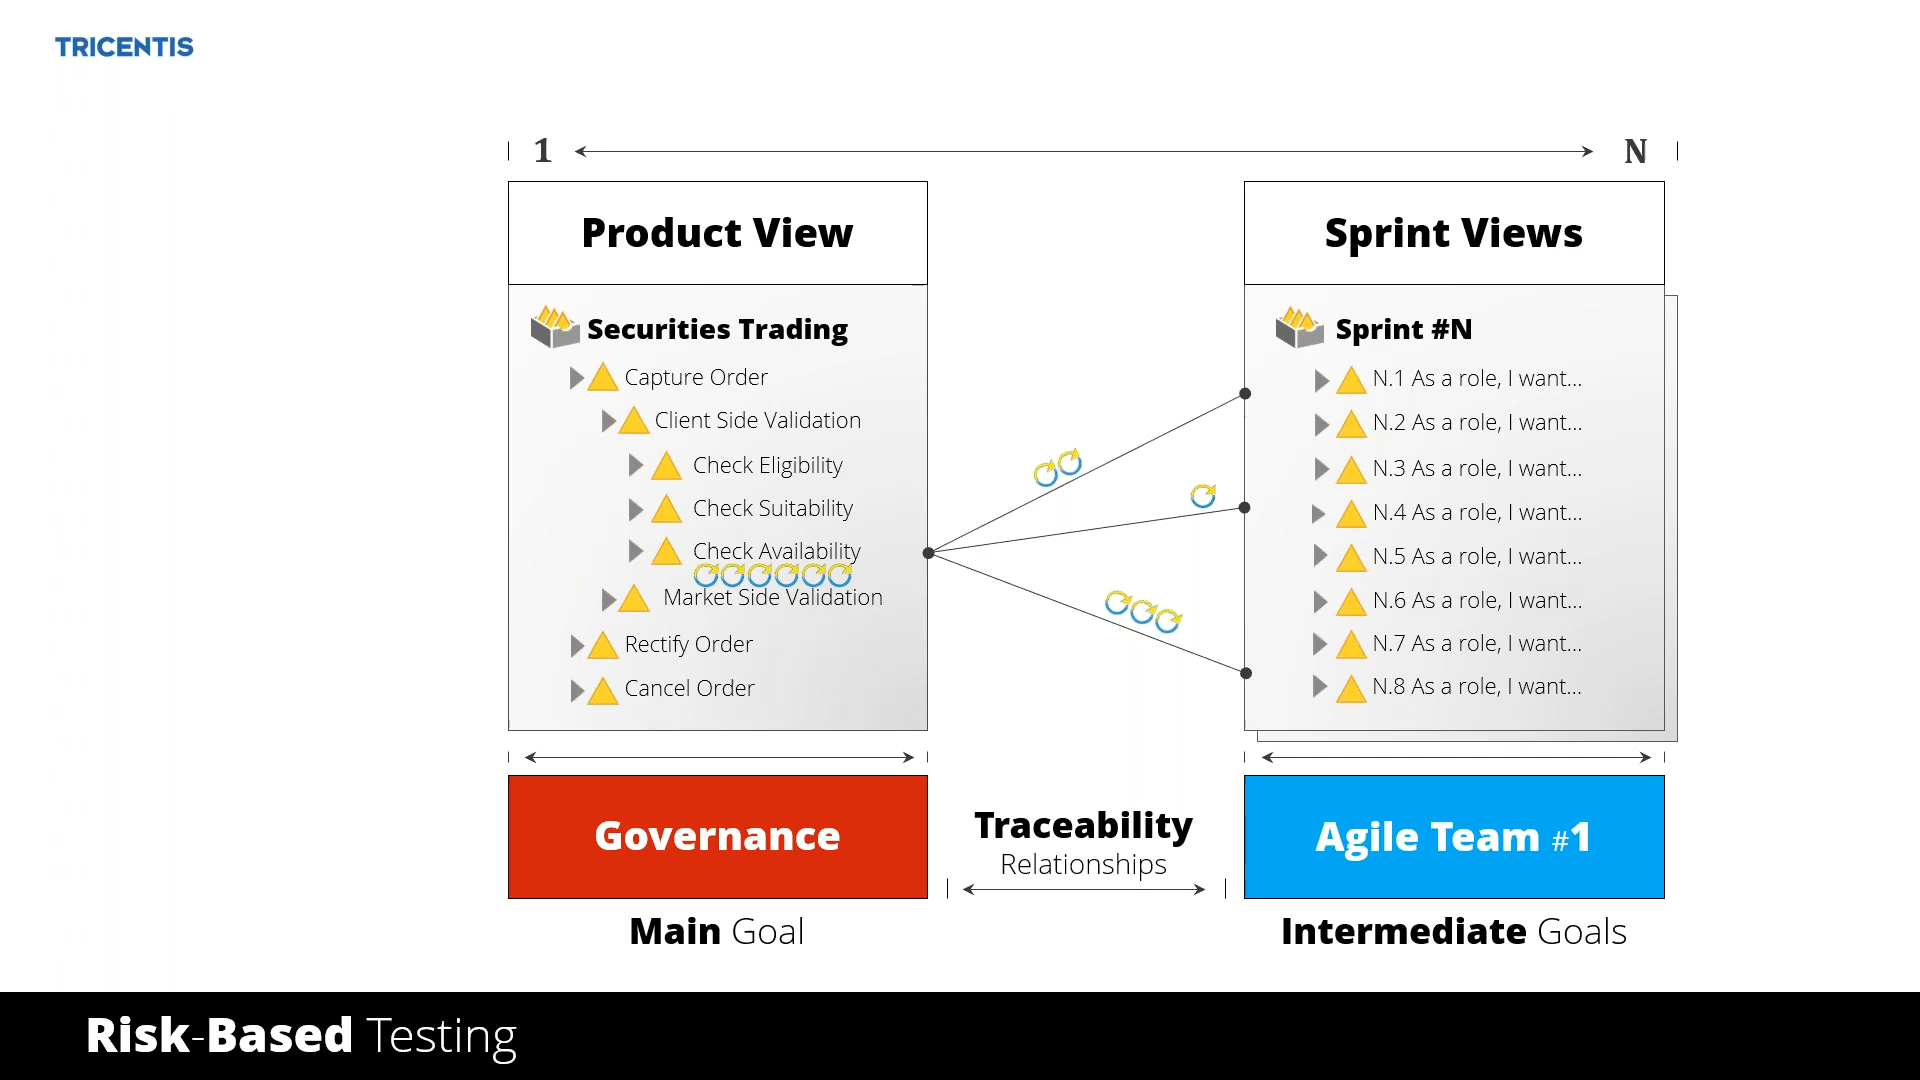 TRICENTIS
1
N
Product View
Securities Trading
Capture Order
Client Side Validation
Check Eligibility
Check Suitability
Check Availability
Market Side Validation
Rectify Order
Cancel Order
Governance
Main Goal
Traceability
Relationships
Sprint Views
Sprint #N
N.1 As a role, I want...
N.2 As a role, I want...
N.3 As a role, I want...
N.4 As a role, I want...
N.5 As a role, I want...
N.6 As a role, I want...
N.7 As a role, I want...
N.8 As a role, I want...
Agile Team #1
Intermediate Goals
Risk-Based Testing